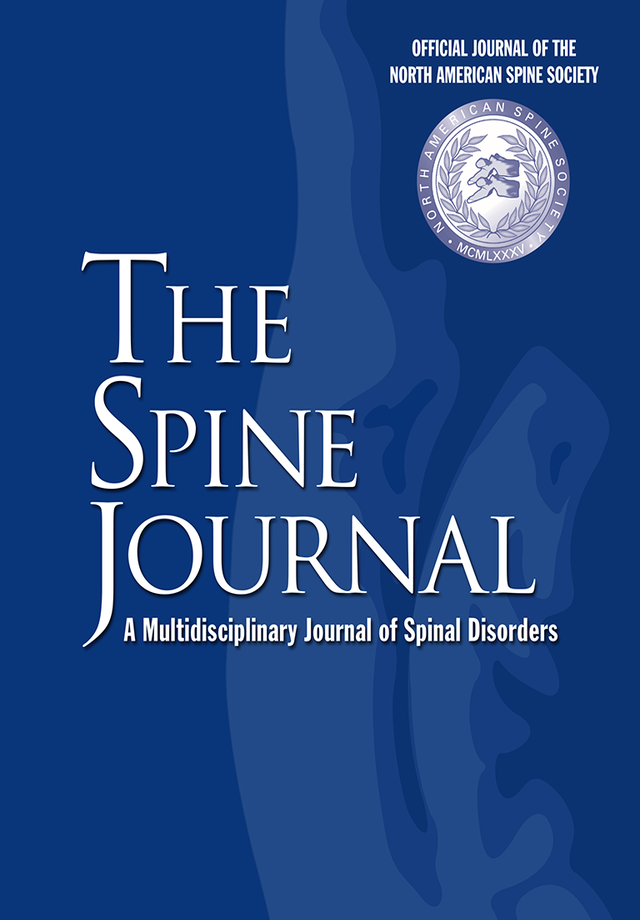 OFFICIAL JOURNAL OF THE
NORTH AMERICAN SPINE SOCIETY
NORTH AMERICAN SPINE SOCIETY
• MCMLXXXV •
THE
SPINE
JOURNAL
A Multidisciplinary Journal of Spinal Disorders